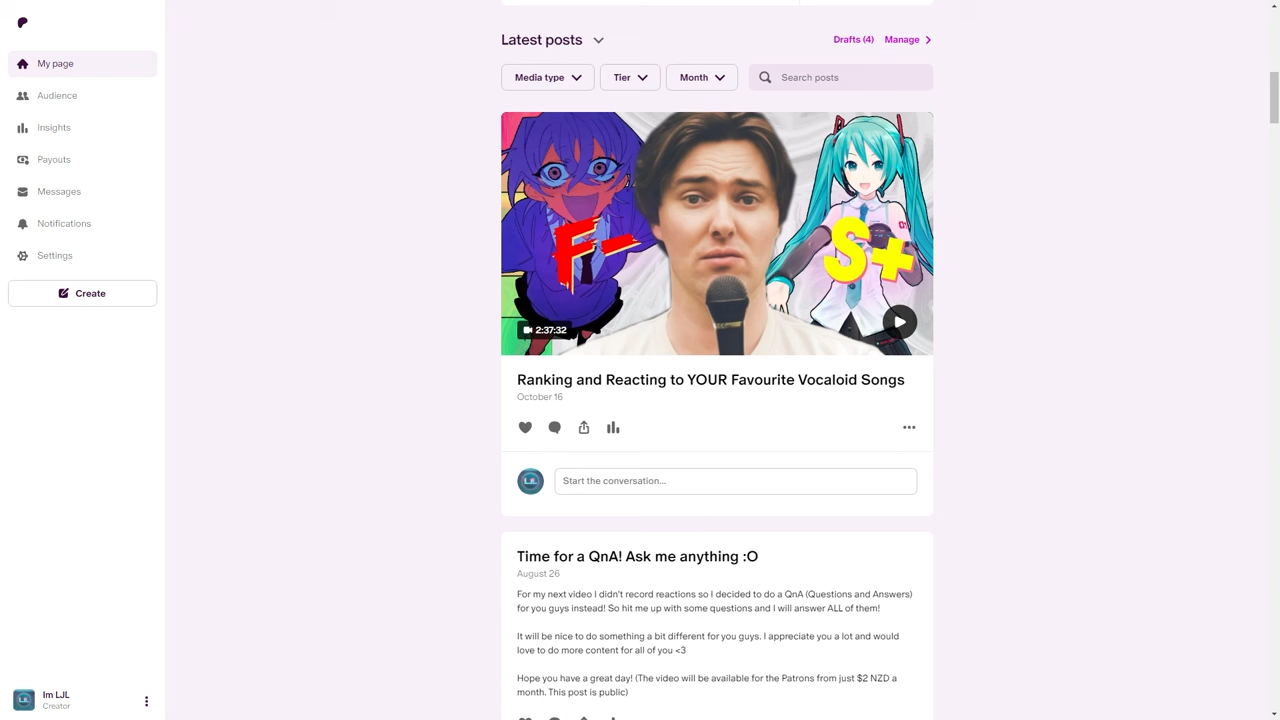 My page
Audience
Insights
Payouts
Messages
Notifications
Settings
Create
Im LJL
Creator
Latest posts
Drafts (4)
Manage
Media type
Tier
Month
Search posts
F-
S+
2:37:32
Ranking and Reacting to YOUR Favourite Vocaloid Songs
October 16
LJL
Start the conversation...
Time for a QnA! Ask me anything :O
August 26
For my next video I didn't record reactions so I decided to do a QnA (Questions and Answers)
for you guys instead! So hit me up with some questions and I will answer ALL of them!
It will be nice to do something a bit different for you guys. I appreciate you a lot and would
love to do more content for all of you <3
Hope you have a great day! (The video will be available for the Patrons from just $2 NZD a
month. This post is public)